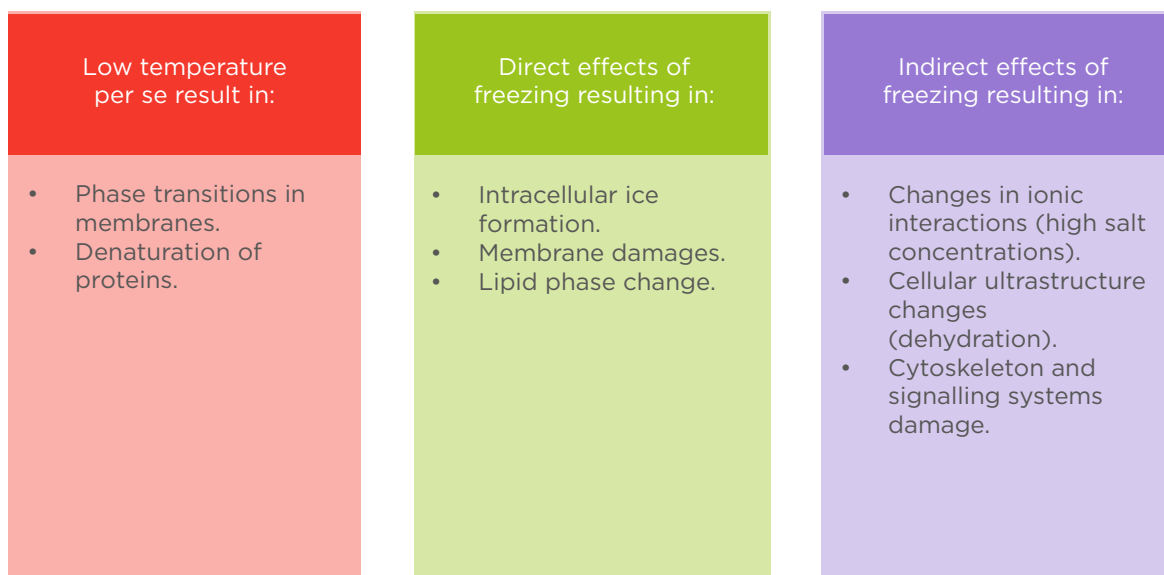 Low temperature
per se result in:
• Phase transitions in
membranes.
• Denaturation of
proteins.
Direct effects of
freezing resulting in:
• Intracellular ice
formation.
• Membrane damages.
• Lipid phase change.
Indirect effects of
freezing resulting in:
• Changes in ionic
interactions (high salt
concentrations).
• Cellular ultrastructure
changes
(dehydration).
• Cytoskeleton and
signalling systems
damage.